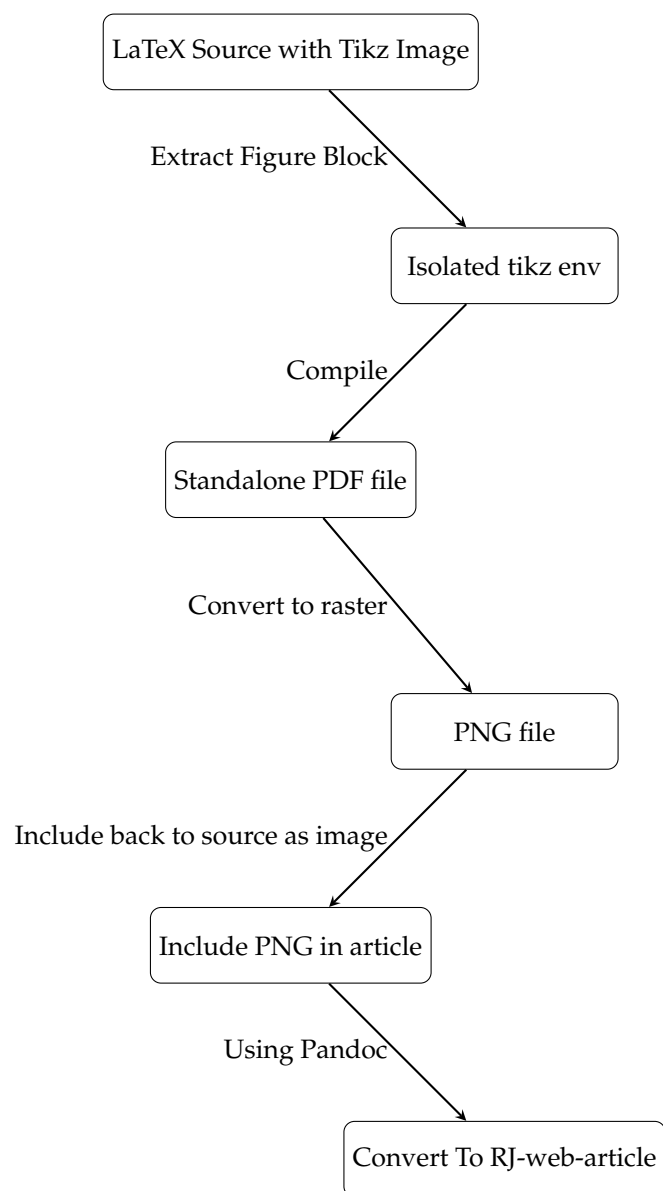 LaTeX Source with Tikz Image
Extract Figure Block
Isolated tikz env
Compile
Standalone PDF file
Convert to raster
PNG file
Include back to source as image
Include PNG in article
Using Pandoc
Convert To RJ-web-article